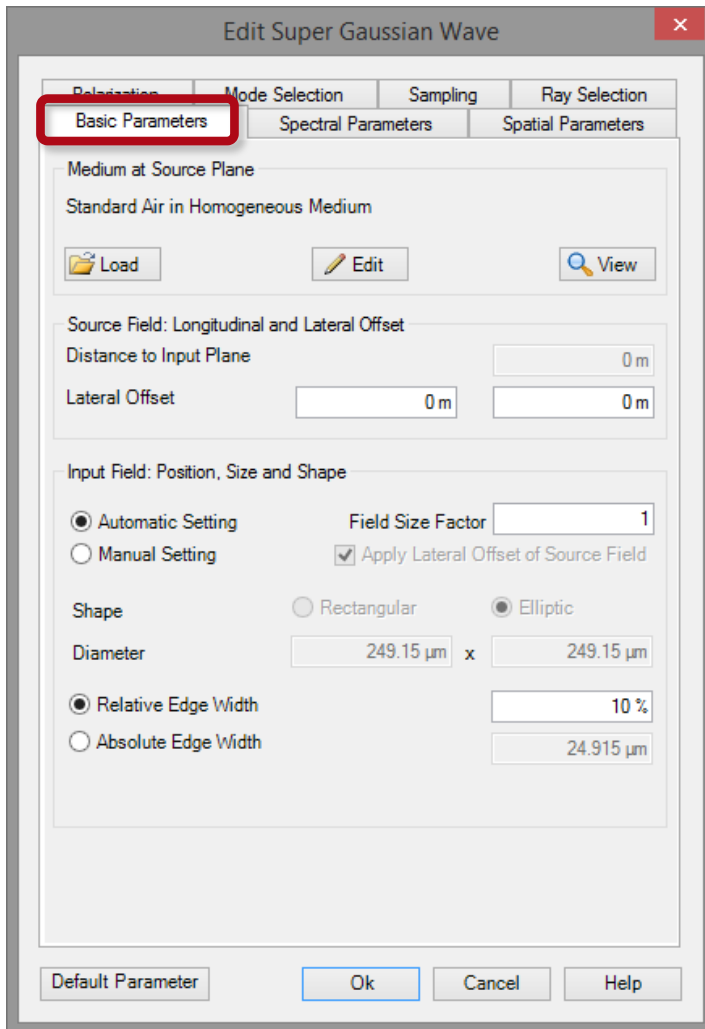 Edit Super Gaussian Wave
Polarization Mode Selection Sampling Ray Selection
Basic Parameters Spectral Parameters Spatial Parameters
Medium at Source Plane
Standard Air in Homogeneous Medium
Load Edit View
Source Field: Longitudinal and Lateral Offset
Distance to Input Plane 0 m
Lateral Offset 0 m 0 m
Input Field: Position, Size and Shape
Automatic Setting Field Size Factor 1
Manual Setting Apply Lateral Offset of Source Field
Shape Rectangular Elliptic
Diameter 249.15 µm x 249.15 µm
Relative Edge Width 10 %
Absolute Edge Width 24.915 µm
Default Parameter Ok Cancel Help